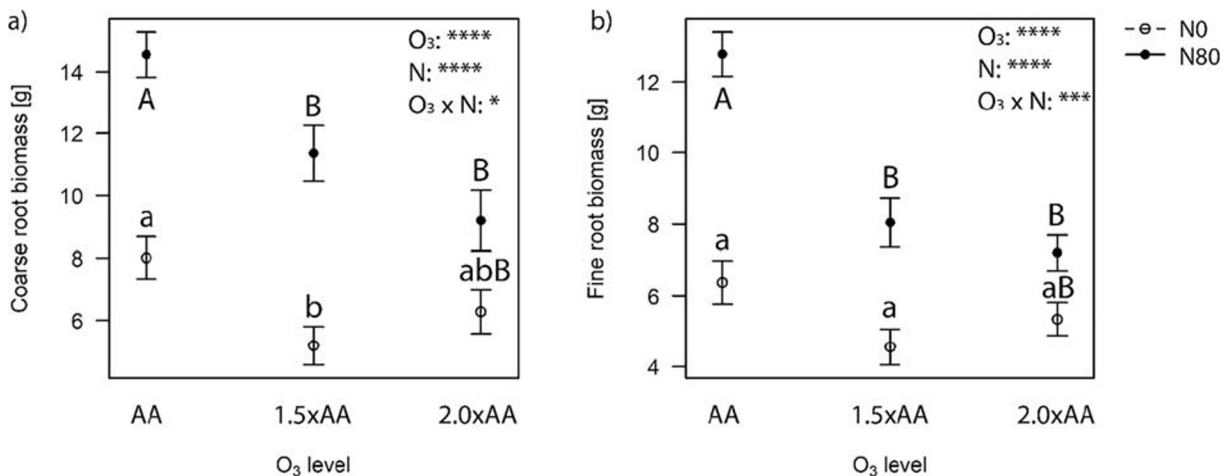 a)
Coarse root biomass [g]
14
12
10
8
6
A
B
B
a
b
abB
O₃: ****
N: ****
O₃ x N: *
AA 1.5xAA 2.0xAA
O₃ level
b)
Fine root biomass [g]
12
10
8
6
4
A
B
B
a
a
aB
O₃: ****
N: ****
O₃ x N: ***
AA 1.5xAA 2.0xAA
O₃ level
N0
N80